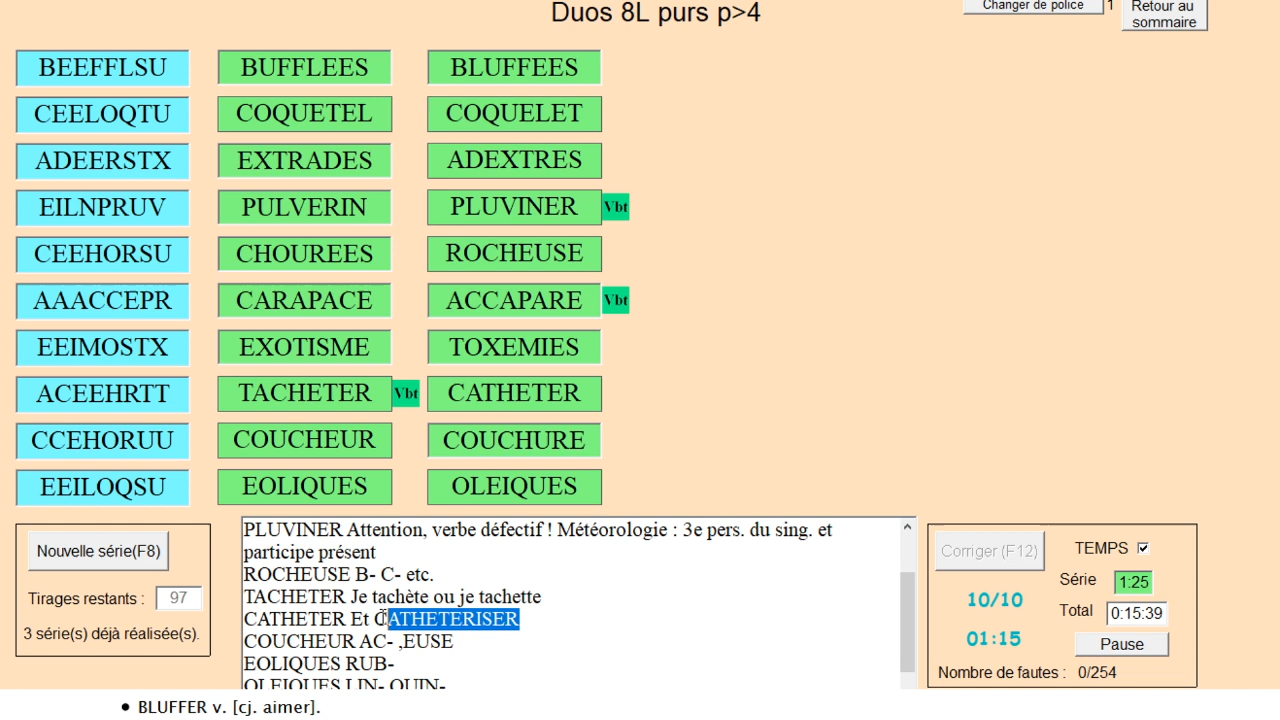 Duos 8L purs p>4
Changer de police 1 Retour au sommaire
BEEFFLSU BUFFLEES BLUFFEES
CEELOQTU COQUETEL COQUELET
ADEERSTX EXTRADES ADEXTRES
EILNPRUV PULVERIN PLUVINER Vbt
CEEHORSU CHOUREES ROCHEUSE
AAACCEPR CARAPACE ACCAPARE Vbt
EEIMOSTX EXOTISME TOXEMIES
ACEEHRTT TACHETER Vbt CATHETER
CCEHORUU COUCHEUR COUCHURE
EEILOQSU EOLIQUES OLEIQUES
Nouvelle série(F8)
Tirages restants : 97
3 série(s) déjà réalisée(s).
PLUVINER Attention, verbe défectif ! Météorologie : 3e pers. du sing. et
participe présent
ROCHEUSE B- C- etc.
TACHETER Je tachète ou je tachette
CATHETER Et CATHETERISER
COUCHEUR AC- ,EUSE
EOLIQUES RUB-
OLEIQUES LIN- QUIN-
Corriger (F12)
TEMPS
Série 1:25
10/10
Total 0:15:39
01:15
Pause
Nombre de fautes : 0/254
• BLUFFER v. [cj. aimer].